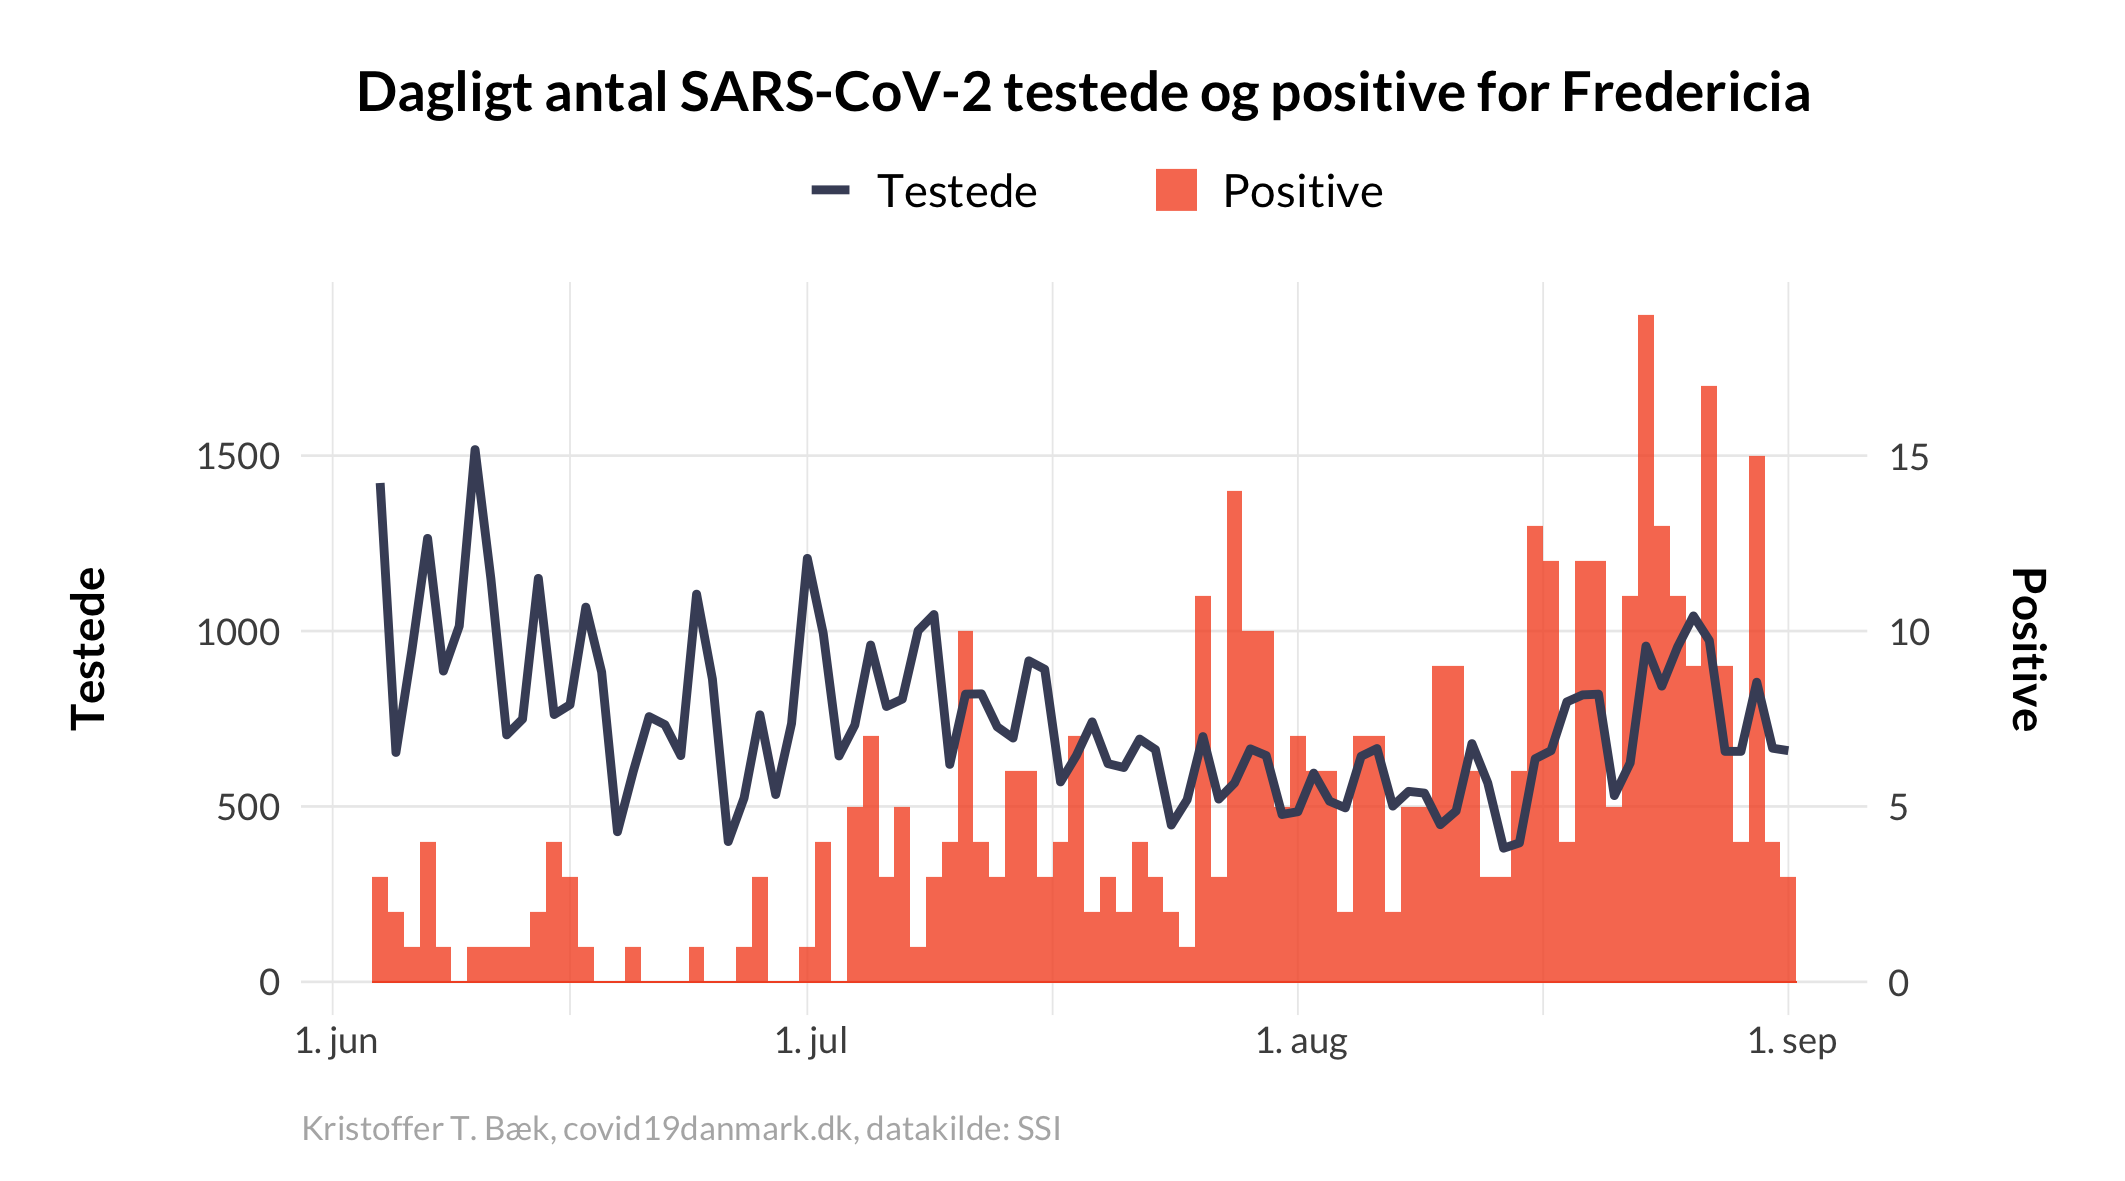 Dagligt antal SARS-CoV-2 testede og positive for Fredericia
Testede
Positive
Testede
1500
1000
500
0
15
10
5
0
Positive
1. jun
1. jul
1. aug
1. sep
Kristoffer T. Bæk, covid19danmark.dk, datakilde: SSI